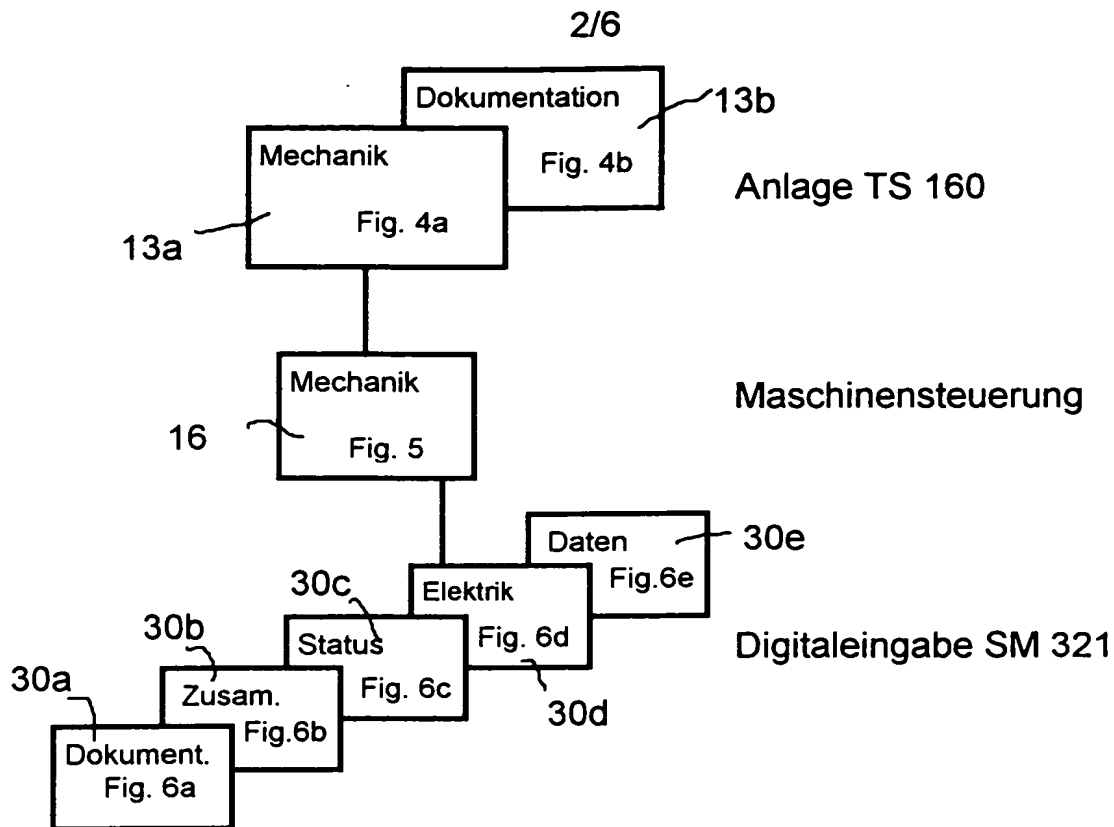 2/6
Dokumentation
13b
Mechanik
Fig. 4b
Anlage TS 160
Fig. 4a
13a
Mechanik
Maschinensteuerung
16
Fig. 5
Daten
30e
30c
Elektrik
Fig.6e
30b
Status
Fig. 6d
Digitaleingabe SM 321
30a
Zusam.
Fig. 6c
30d
Fig.6b
Dokument.
Fig. 6a